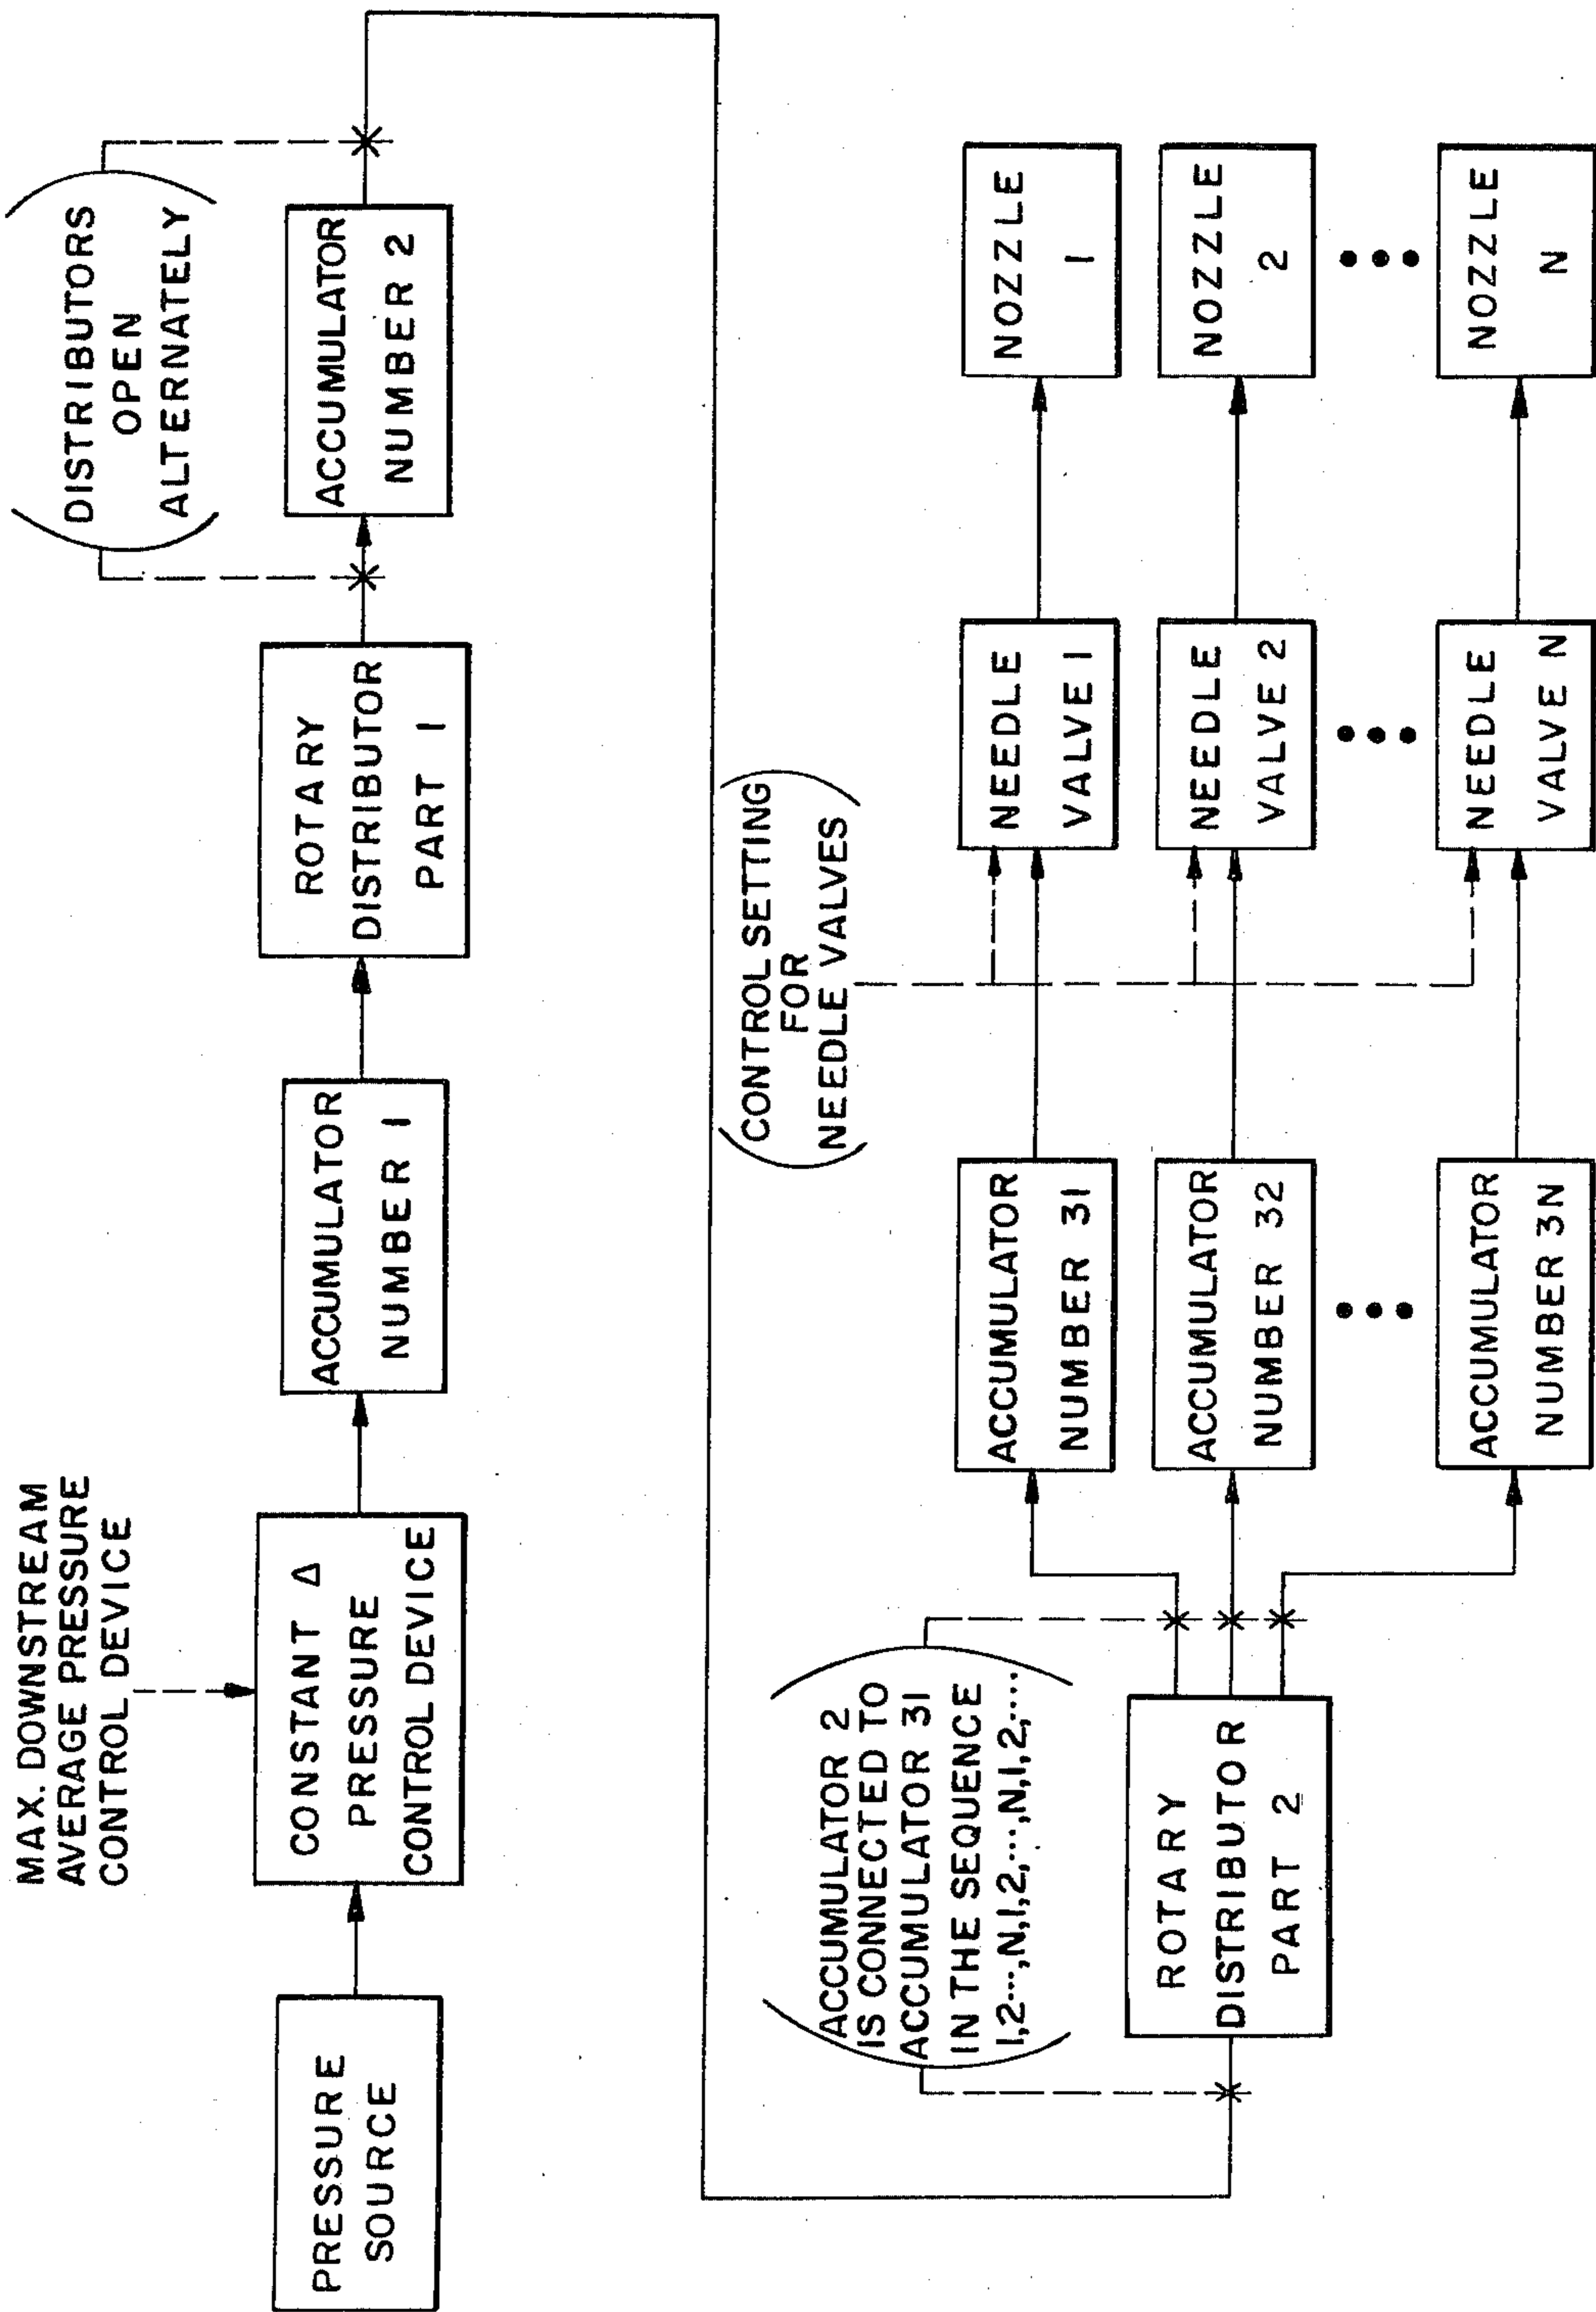 MAX. DOWNSTREAM
AVERAGE PRESSURE
CONTROL DEVICE
PRESSURE
SOURCE
CONSTANT Δ
PRESSURE
CONTROL DEVICE
ACCUMULATOR
NUMBER 1
ROTARY
DISTRIBUTOR
PART 1
DISTRIBUTORS
OPEN
ALTERNATELY
ACCUMULATOR
NUMBER 2
ACCUMULATOR 2
IS CONNECTED TO
ACCUMULATOR 31
IN THE SEQUENCE
1,2···,N,1,2,···,N,1,2,····
ROTARY
DISTRIBUTOR
PART 2
CONTROL SETTING
FOR
NEEDLE VALVES
ACCUMULATOR
NUMBER 31
NEEDLE
VALVE 1
NOZZLE
1
ACCUMULATOR
NUMBER 32
NEEDLE
VALVE 2
NOZZLE
2
ACCUMULATOR
NUMBER 3N
NEEDLE
VALVE N
NOZZLE
N